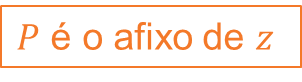 P é o afixo de z